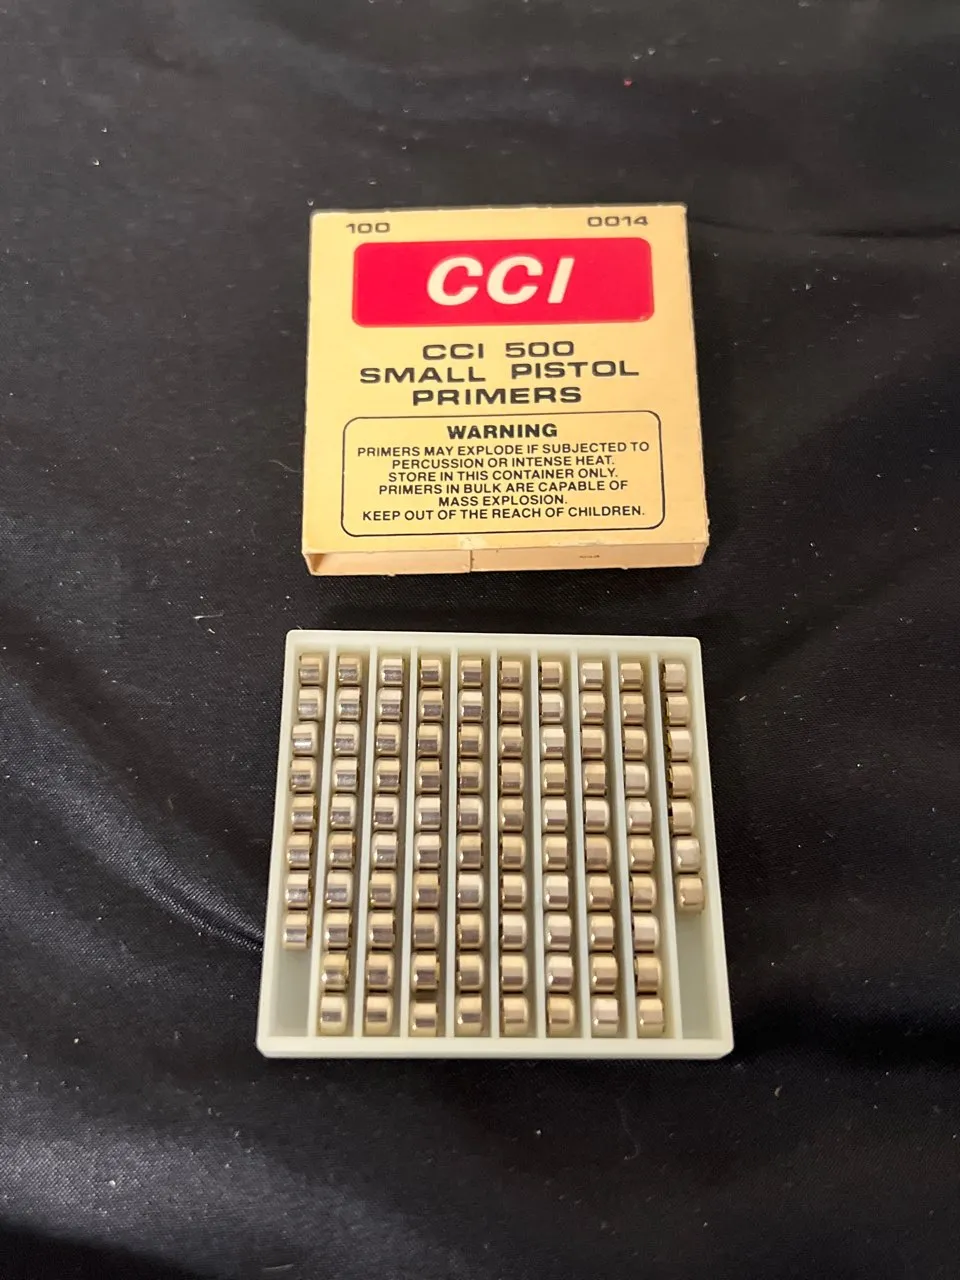 100 0014
CCI
CCI 500
SMALL PISTOL
PRIMERS
WARNING
PRIMERS MAY EXPLODE IF SUBJECTED TO
PERCUSSION OR INTENSE HEAT.
STORE IN THIS CONTAINER ONLY.
PRIMERS IN BULK ARE CAPABLE OF
MASS EXPLOSION.
KEEP OUT OF THE REACH OF CHILDREN.